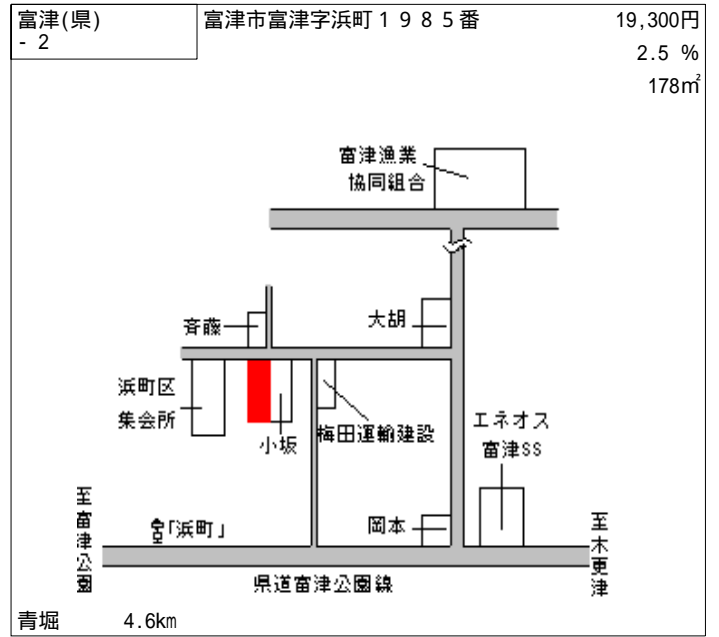 富津(県)
- 2
富津市富津字浜町１９８５番
19,300円
2.5 %
178㎡
富津漁業
協同組合
斉藤
大胡
浜町区
集会所
小坂
梅田運輸建設
エネオス
富津SS
至富津公園
「浜町」
岡本
至木更津
県道富津公園線
青堀 4.6km